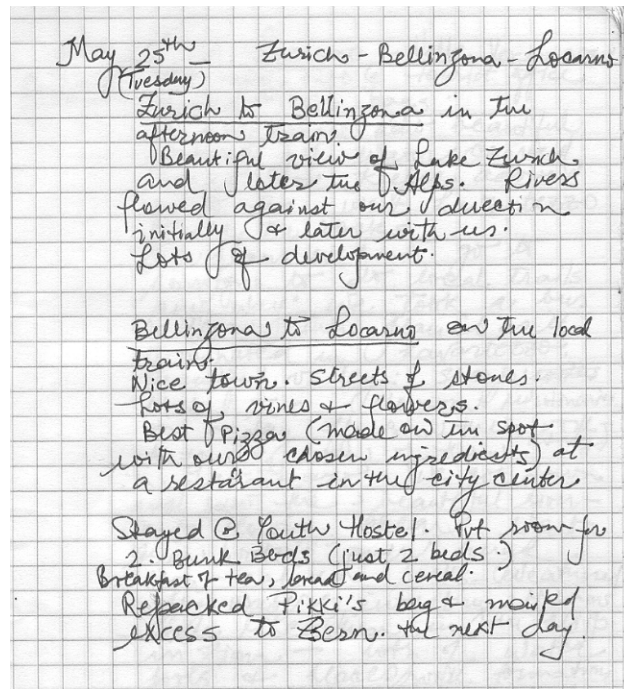 May 25th - Zurich - Bellinzona - Locarno
(Tuesday)
Zurich to Bellinzona in the
afternoon train.
Beautiful view of Lake Zurich
and later the Alps. Rivers
flowed against our direction
initially & later with us.
Lots of development.
Bellinzona to Locarno on the local
train.
Nice town. Streets of stones.
Lots of vines & flowers.
Best Pizza (made on the spot
with our chosen ingredients) at
a restarant in the city center
Stayed @ Youth Hostel. Pvt room for
2. Bunk Beds (just 2 beds.)
Breakfast of tea, bread and cereal.
Repacked Pikki's bag & mailed
excess to Bern. the next day.